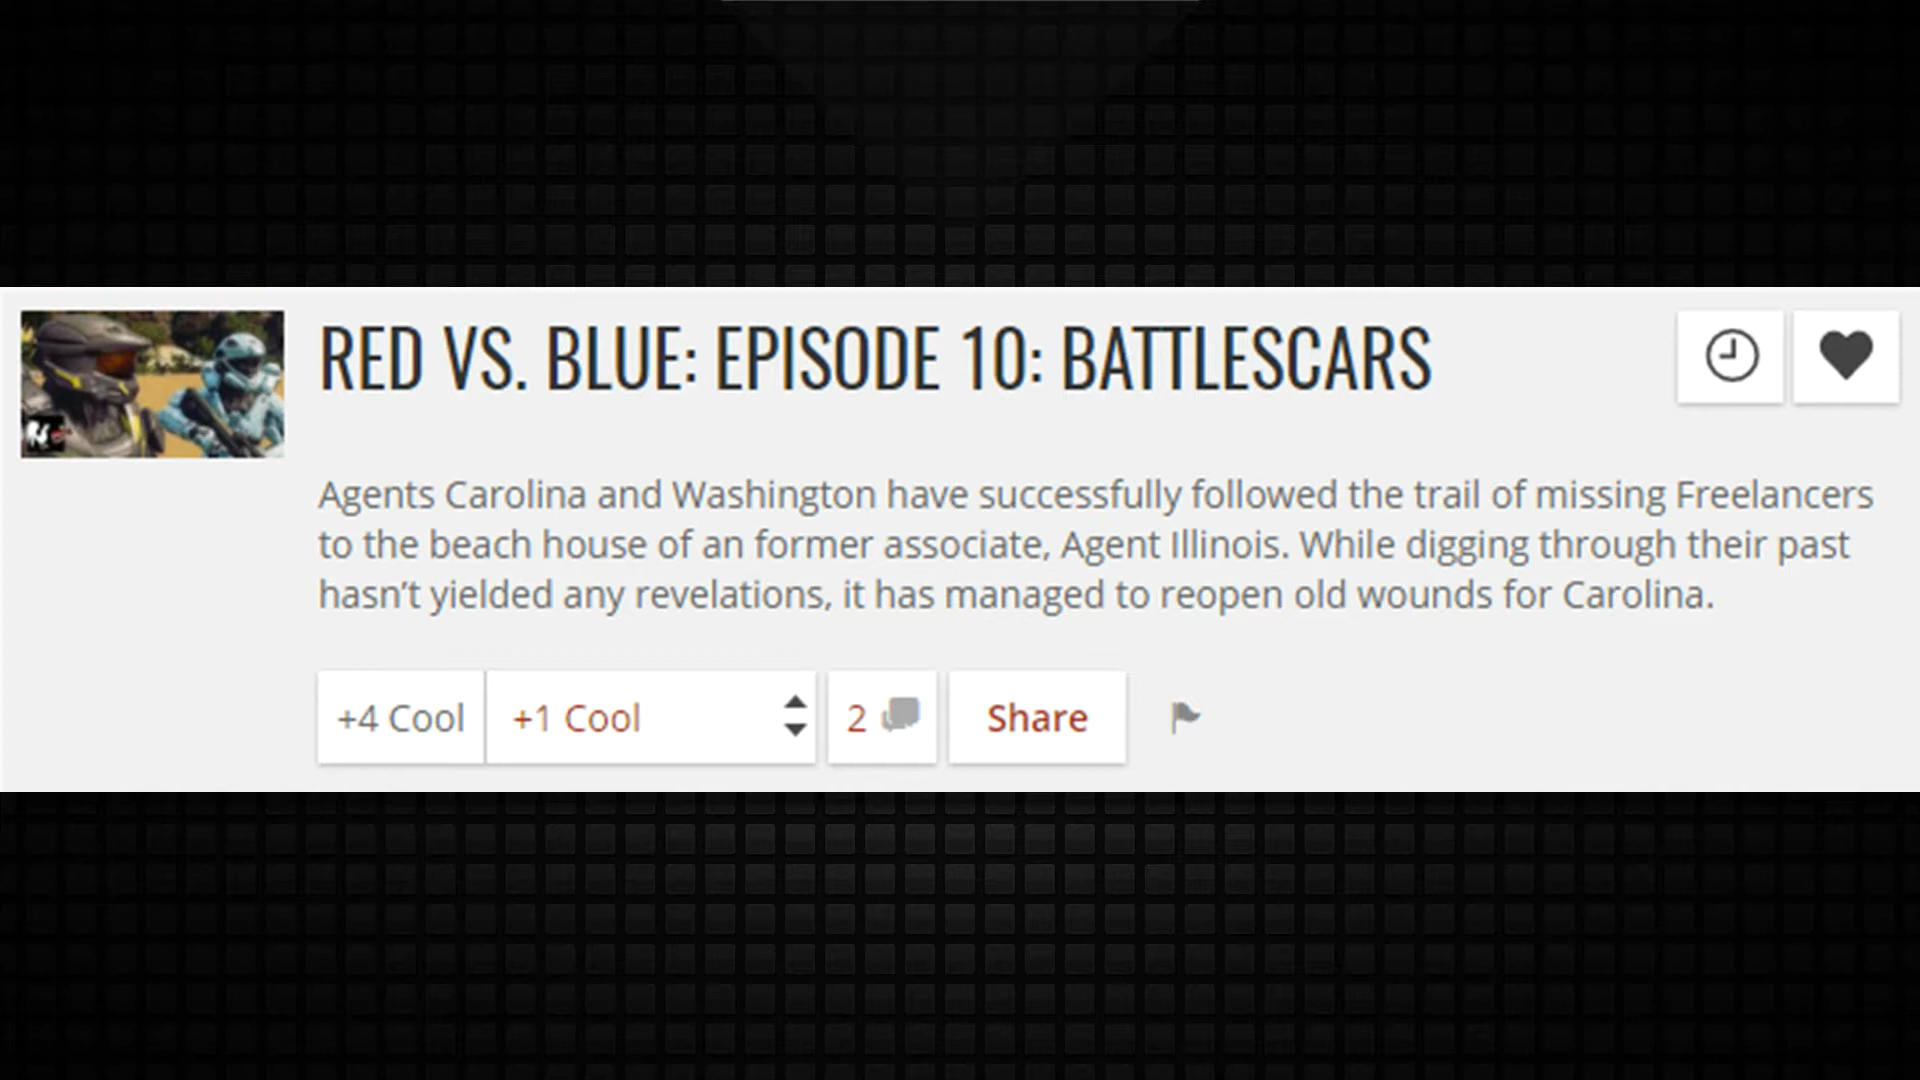 RED VS. BLUE: EPISODE 10: BATTLESCARS
Agents Carolina and Washington have successfully followed the trail of missing Freelancers
to the beach house of an former associate, Agent Illinois. While digging through their past
hasn’t yielded any revelations, it has managed to reopen old wounds for Carolina.
+4 Cool +1 Cool 2 Share